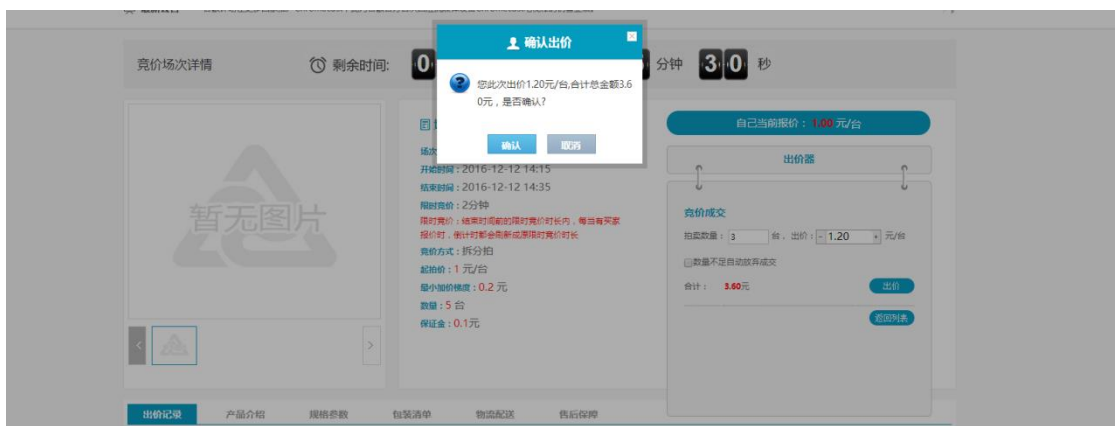 确认出价
竞价场次详情
剩余时间:
0
分钟
30
秒
您此次出价1.20元/台,合计总金额3.6
0元，是否确认?
确认
取消
暂无图片
场次
开始时间：2016-12-12 14:15
结束时间：2016-12-12 14:35
限时竞价：2分钟
限时竞价：结束时间前的限时竞价时长内，每当有买家
报价时，倒计时都会刷新成原限时竞价时长
竞价方式：拆分拍
起拍价：1 元/台
最小加价梯度：0.2 元
数量：5 台
保证金：0.1元
自己当前报价：1.00 元/台
出价器
竞价成交
拍卖数量： 3 台，出价： - 1.20 + 元/台
数量不足自动放弃成交
合计： 3.60元
出价
返回列表
<
>
出价记录
产品介绍
规格参数
包装清单
物流配送
售后保障